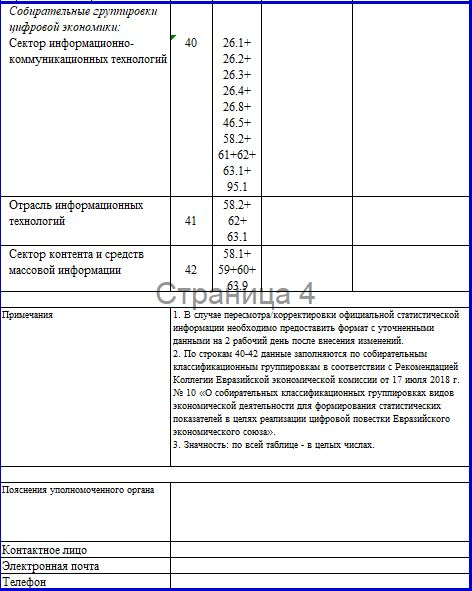 Собирательные группировки
цифровой экономики:
Сектор информационно-
коммуникационных технологий
40
26.1+
26.2+
26.3+
26.4+
26.8+
46.5+
58.2+
61+62+
63.1+
95.1
Отрасль информационных
технологий
41
58.2+
62+
63.1
Сектор контента и средств
массовой информации
42
58.1+
59+60+
63.9
Страница 4
Примечания
1. В случае пересмотра/корректировки официальной статистической
информации необходимо предоставить формат с уточненными
данными на 2 рабочий день после внесения изменений.
2. По строкам 40-42 данные заполняются по собирательным
классификационным группировкам в соответствии с Рекомендацией
Коллегии Евразийской экономической комиссии от 17 июля 2018 г.
№ 10 «О собирательных классификационных группировках видов
экономической деятельности для формирования статистических
показателей в целях реализации цифровой повестки Евразийского
экономического союза».
3. Значность: по всей таблице - в целых числах.
Пояснения уполномоченного органа
Контактное лицо
Электронная почта
Телефон